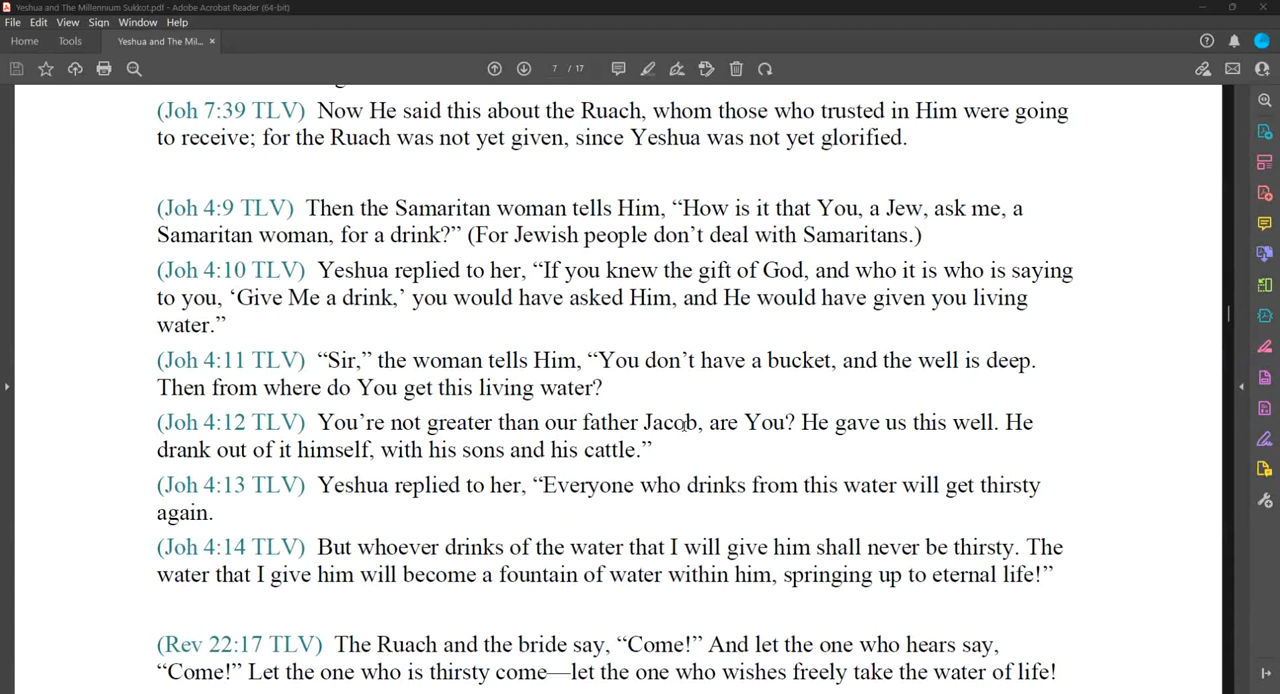 Yeshua and The Millennium Sukkot.pdf - Adobe Acrobat Reader (64-bit)
File Edit View Sign Window Help
Home Tools Yeshua and The Mil... ×
7 / 17
(Joh 7:39 TLV) Now He said this about the Ruach, whom those who trusted in Him were going
to receive; for the Ruach was not yet given, since Yeshua was not yet glorified.
(Joh 4:9 TLV) Then the Samaritan woman tells Him, “How is it that You, a Jew, ask me, a
Samaritan woman, for a drink?” (For Jewish people don’t deal with Samaritans.)
(Joh 4:10 TLV) Yeshua replied to her, “If you knew the gift of God, and who it is who is saying
to you, ‘Give Me a drink,’ you would have asked Him, and He would have given you living
water.”
(Joh 4:11 TLV) “Sir,” the woman tells Him, “You don’t have a bucket, and the well is deep.
Then from where do You get this living water?
(Joh 4:12 TLV) You’re not greater than our father Jacob, are You? He gave us this well. He
drank out of it himself, with his sons and his cattle.”
(Joh 4:13 TLV) Yeshua replied to her, “Everyone who drinks from this water will get thirsty
again.
(Joh 4:14 TLV) But whoever drinks of the water that I will give him shall never be thirsty. The
water that I give him will become a fountain of water within him, springing up to eternal life!”
(Rev 22:17 TLV) The Ruach and the bride say, “Come!” And let the one who hears say,
“Come!” Let the one who is thirsty come—let the one who wishes freely take the water of life!